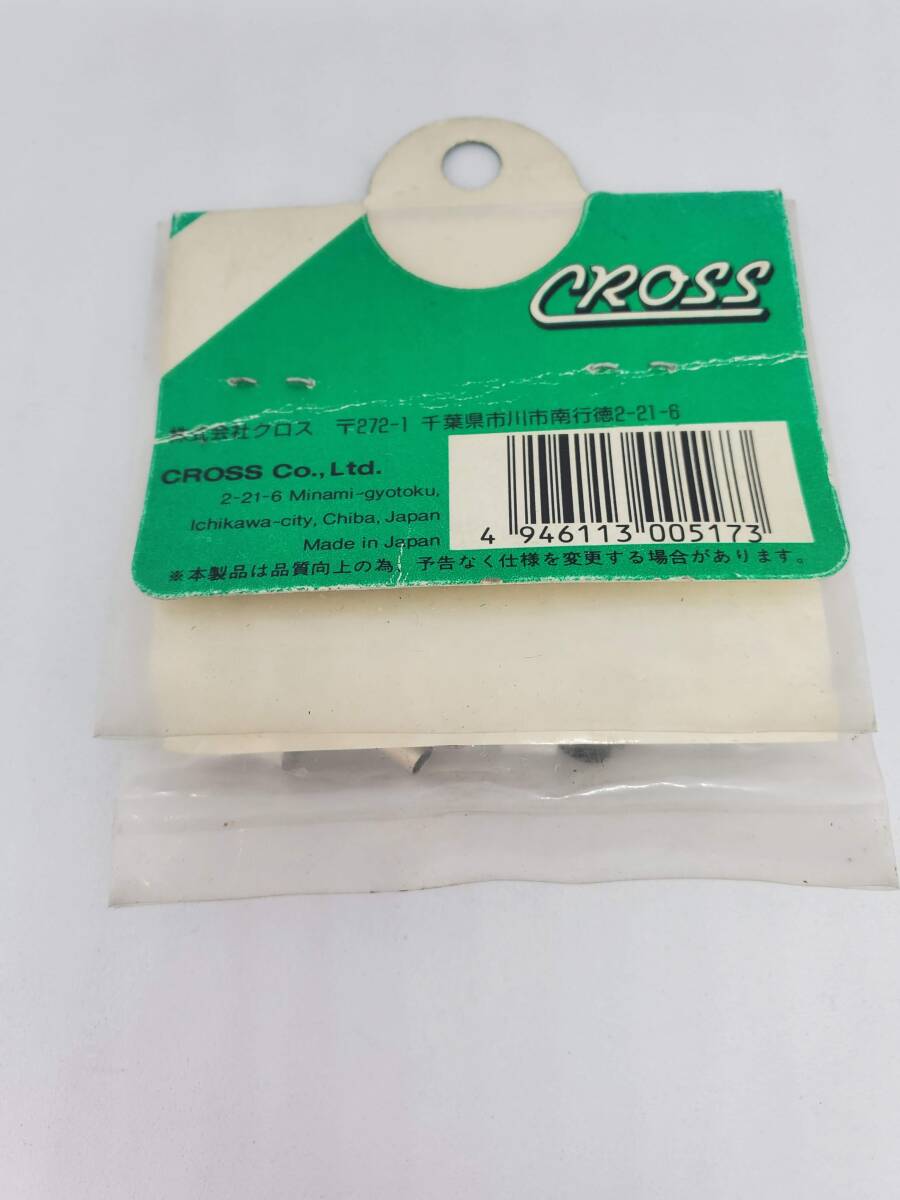 CROSS
株式会社クロス 〒272-1 千葉県市川市南行徳2-21-6
CROSS Co., Ltd.
2-21-6 Minami-gyotoku,
Ichikawa-city, Chiba, Japan
Made in Japan
4 946113 005173
※本製品は品質向上の為、予告なく仕様を変更する場合があります。